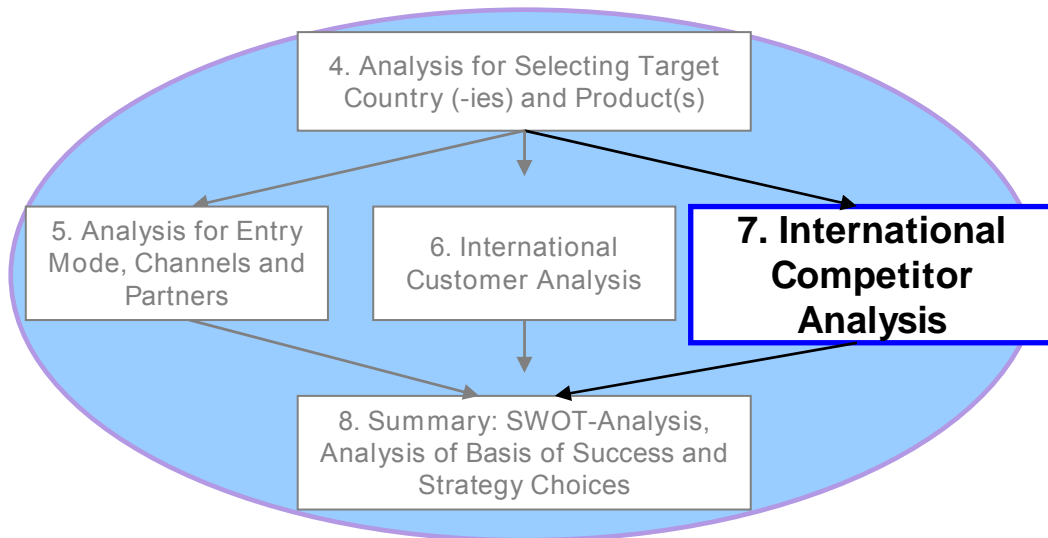 4. Analysis for Selecting Target
Country (-ies) and Product(s)
5. Analysis for Entry
Mode, Channels and
Partners
6. International
Customer Analysis
7. International
Competitor
Analysis
8. Summary: SWOT-Analysis,
Analysis of Basis of Success and
Strategy Choices